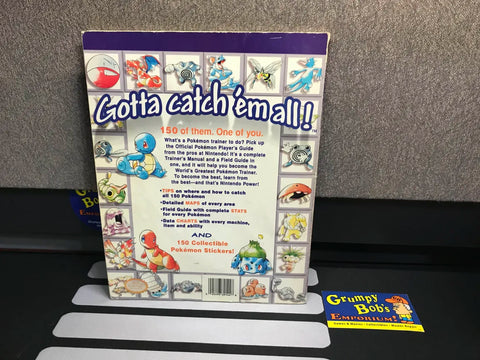 Gotta catch 'em all!
150 of them. One of you.
What's a Pokémon trainer to do? Pick up
the Official Pokémon Player's Guide
from the pros at Nintendo! It's a complete
Trainer's Manual and a Field Guide in
one, and it will help you become the
World's Greatest Pokémon Trainer.
To become the best, learn from
the best—and that's Nintendo Power!
•TIPS on where and how to catch
all 150 Pokémon
•Detailed MAPS of every area
•Field Guide with complete STATS
for every Pokémon
•Data CHARTS with every machine,
item and ability
AND
150 Collectible
Pokémon Stickers!
Grumpy
Bob's
EMPORIUM!